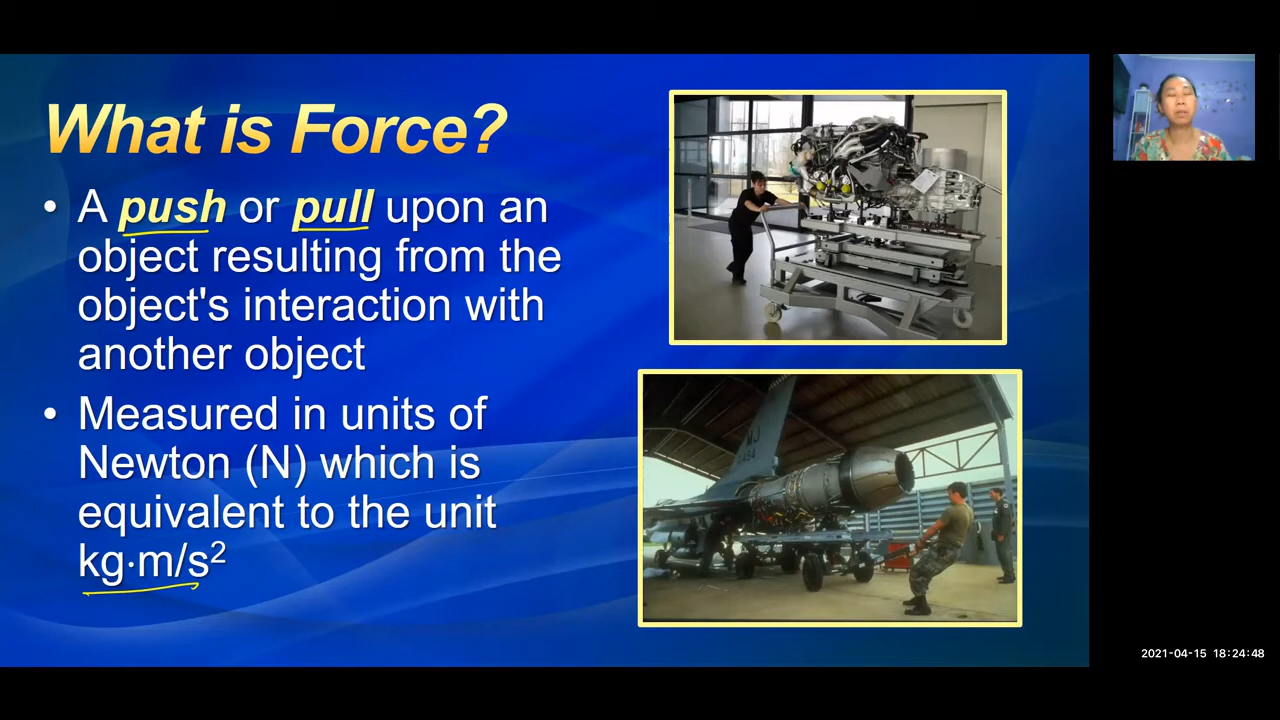 What is Force?
• A push or pull upon an
object resulting from the
object's interaction with
another object
• Measured in units of
Newton (N) which is
equivalent to the unit
kg·m/s²
MJ
2021-04-15 18:24:48